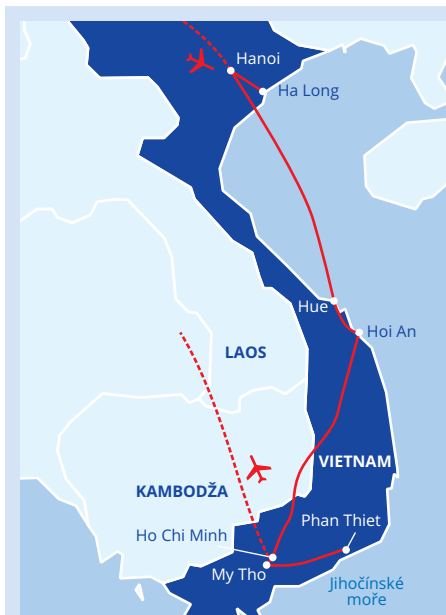 Hanoi
Ha Long
Hue
Hoi An
LAOS
VIETNAM
KAMBODŽA
Phan Thiet
Ho Chi Minh
My Tho
Jihočínské
moře